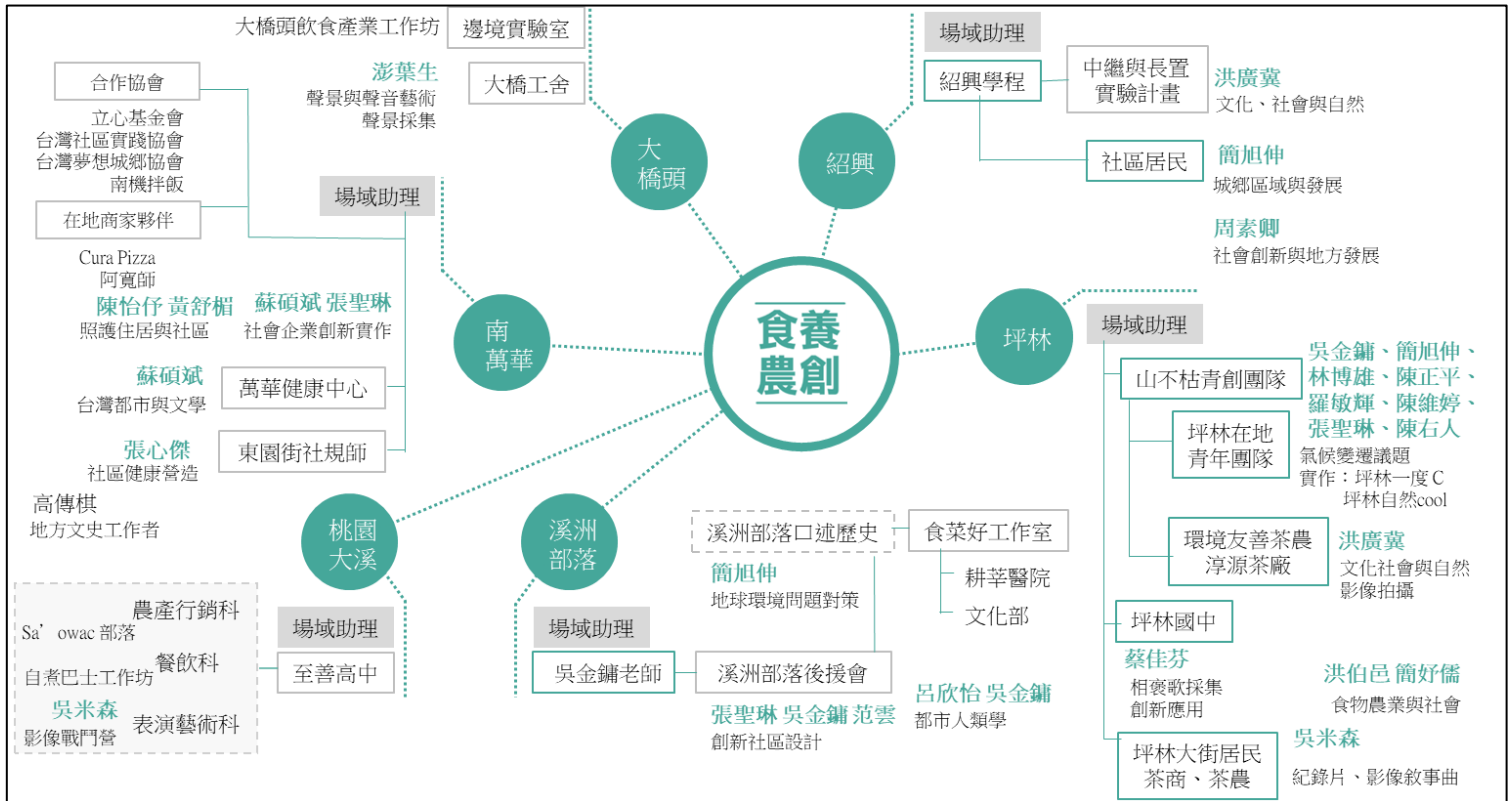 大橋頭飲食產業工作坊
邊境實驗室
澎葉生
聲景與聲音藝術
聲景採集
大橋工舍
大
橋頭
合作協會
立心基金會
台灣社區實踐協會
台灣夢想城鄉協會
南機拌飯
在地商家夥伴
Cura Pizza
阿寬師
場域助理
陳怡伃 黃舒楣
照護住居與社區
蘇碩斌 張聖琳
社會企業創新實作
蘇碩斌
台灣都市與文學
萬華健康中心
張心傑
社區健康營造
東園街社規師
高傳棋
地方文史工作者
南
萬華
場域助理
紹興學程
中繼與長置
實驗計畫
洪廣冀
文化、社會與自然
社區居民
簡旭伸
城鄉區域與發展
周素卿
社會創新與地方發展
紹興
食養
農創
坪林
場域助理
山不枯青創團隊
吳金鏞、簡旭伸、
林博雄、陳正平、
羅敏輝、陳維婷、
張聖琳、陳右人
氣候變遷議題
實作：坪林一度 C
坪林自然cool
坪林在地
青年團隊
環境友善茶農
淳源茶廠
洪廣冀
文化社會與自然
影像拍攝
坪林國中
蔡佳芬
相褒歌採集
創新應用
洪伯邑 簡妤儒
食物農業與社會
坪林大街居民
茶商、茶農
吳米森
紀錄片、影像敘事曲
桃園
大溪
場域助理
至善高中
農產行銷科
Sa’owac 部落
餐飲科
自煮巴士工作坊
吳米森
表演藝術科
影像戰鬥營
溪洲
部落
場域助理
吳金鏞老師
溪洲部落口述歷史
簡旭伸
地球環境問題對策
食菜好工作室
耕莘醫院
文化部
溪洲部落後援會
張聖琳 吳金鏞 范雲
創新社區設計
呂欣怡 吳金鏞
都市人類學